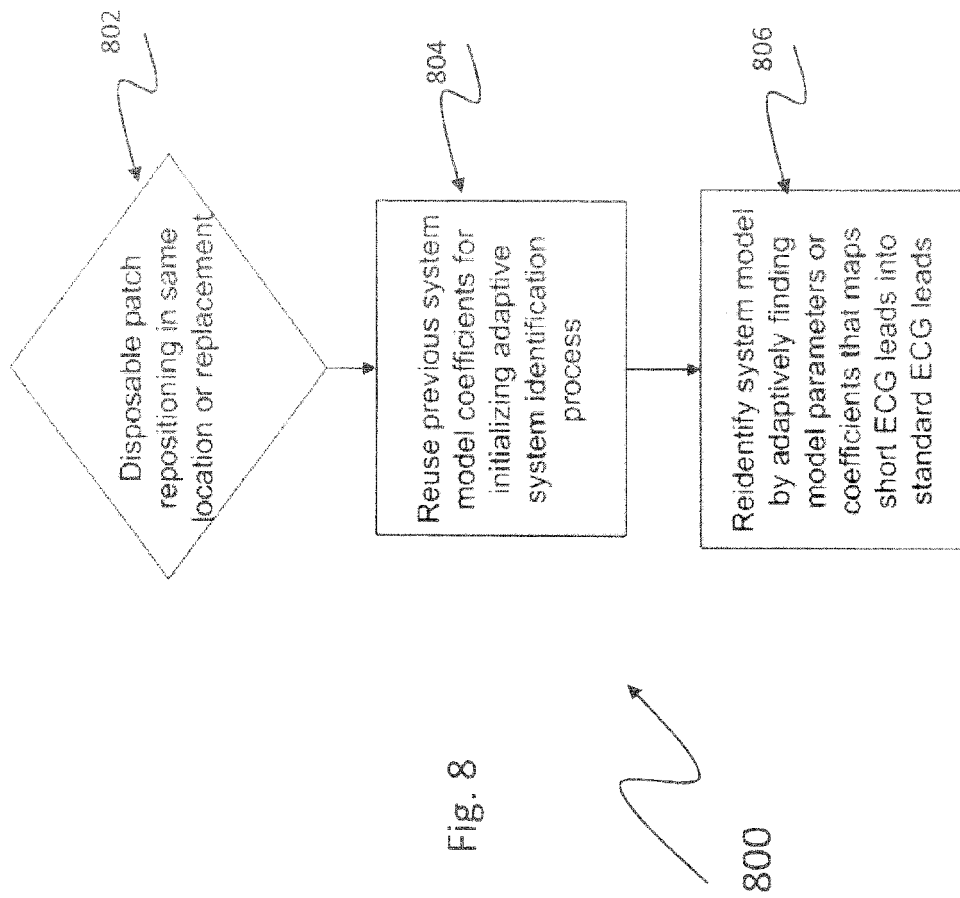 802
Disposable patch
repositioning in same
location or replacement
804
Reuse previous system
model coefficients for
initializing adaptive
system identification
process
806
Reidentify system model
by adaptively finding
model parameters or
coefficients that maps
short ECG leads into
standard ECG leads
Fig. 8
800